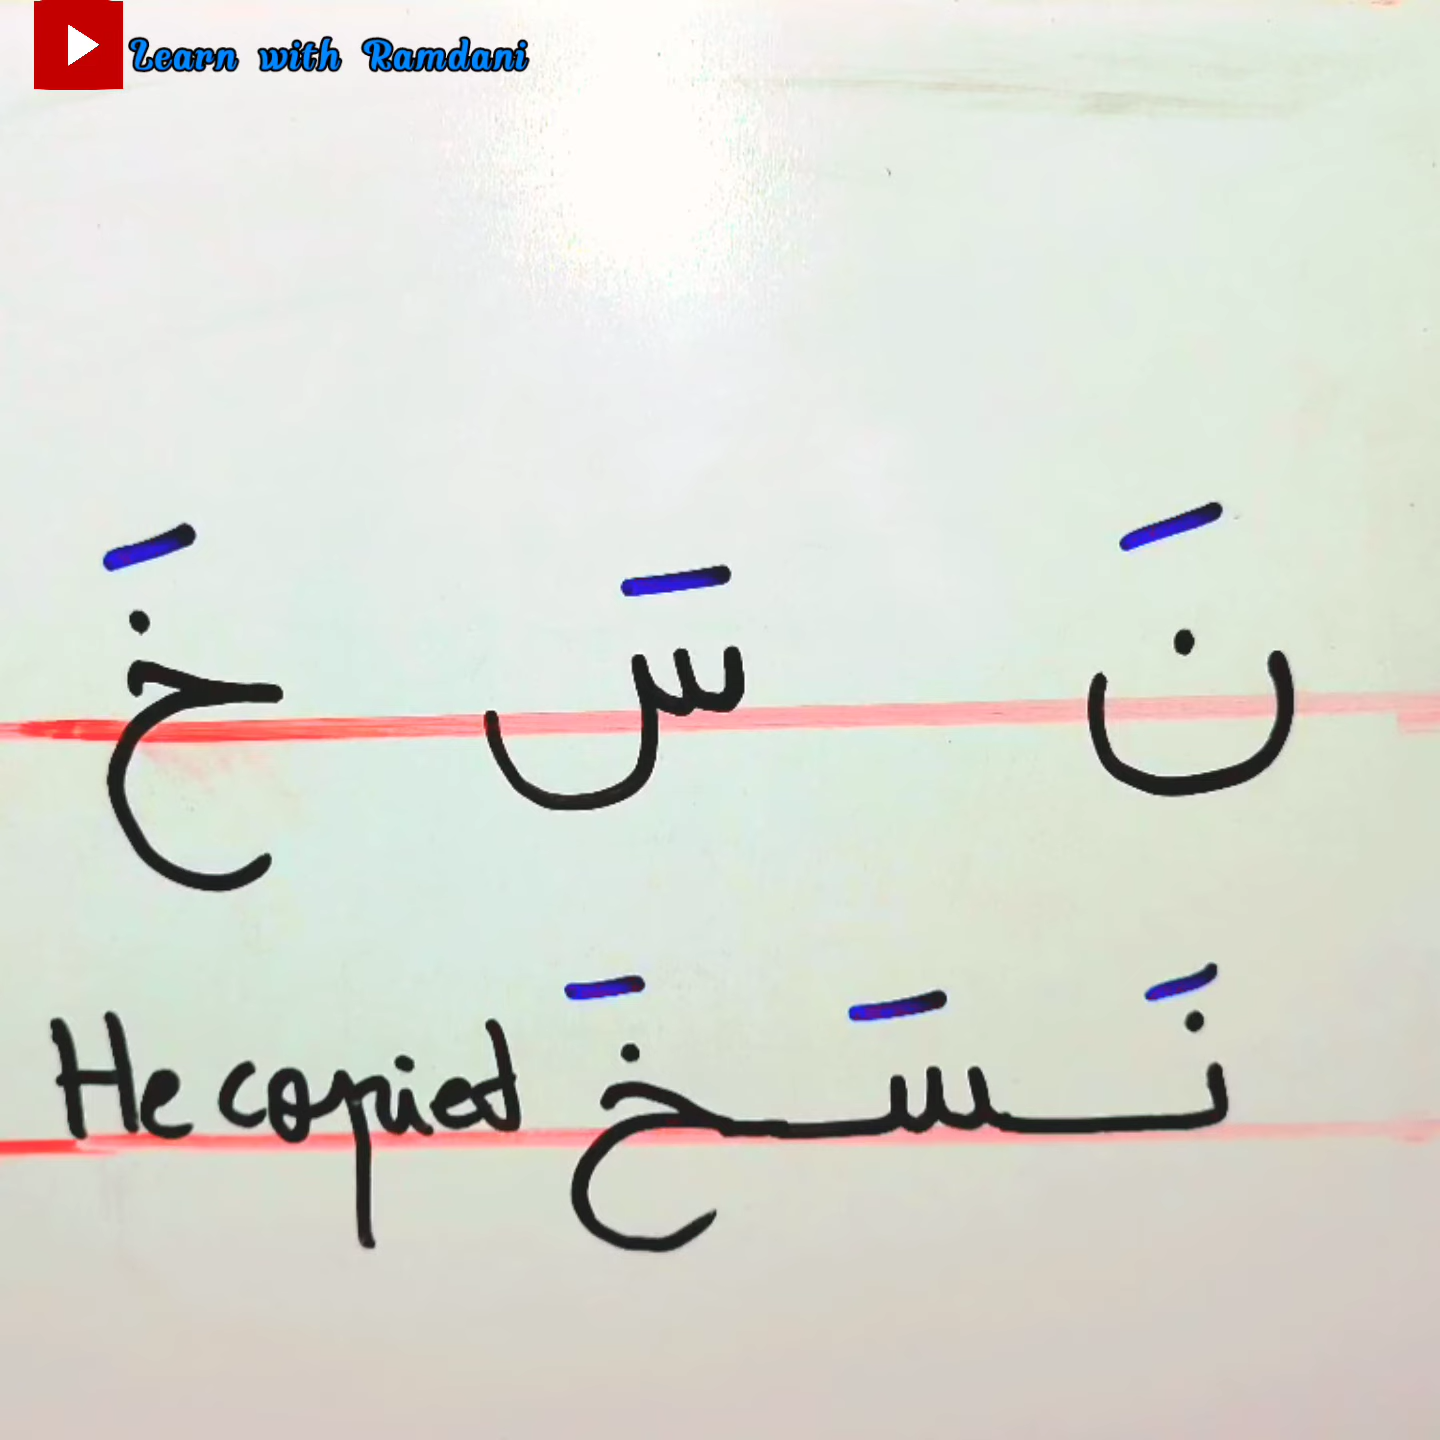 Learn with Ramdani
نَ سَ خَ
نَسَخَ He copied